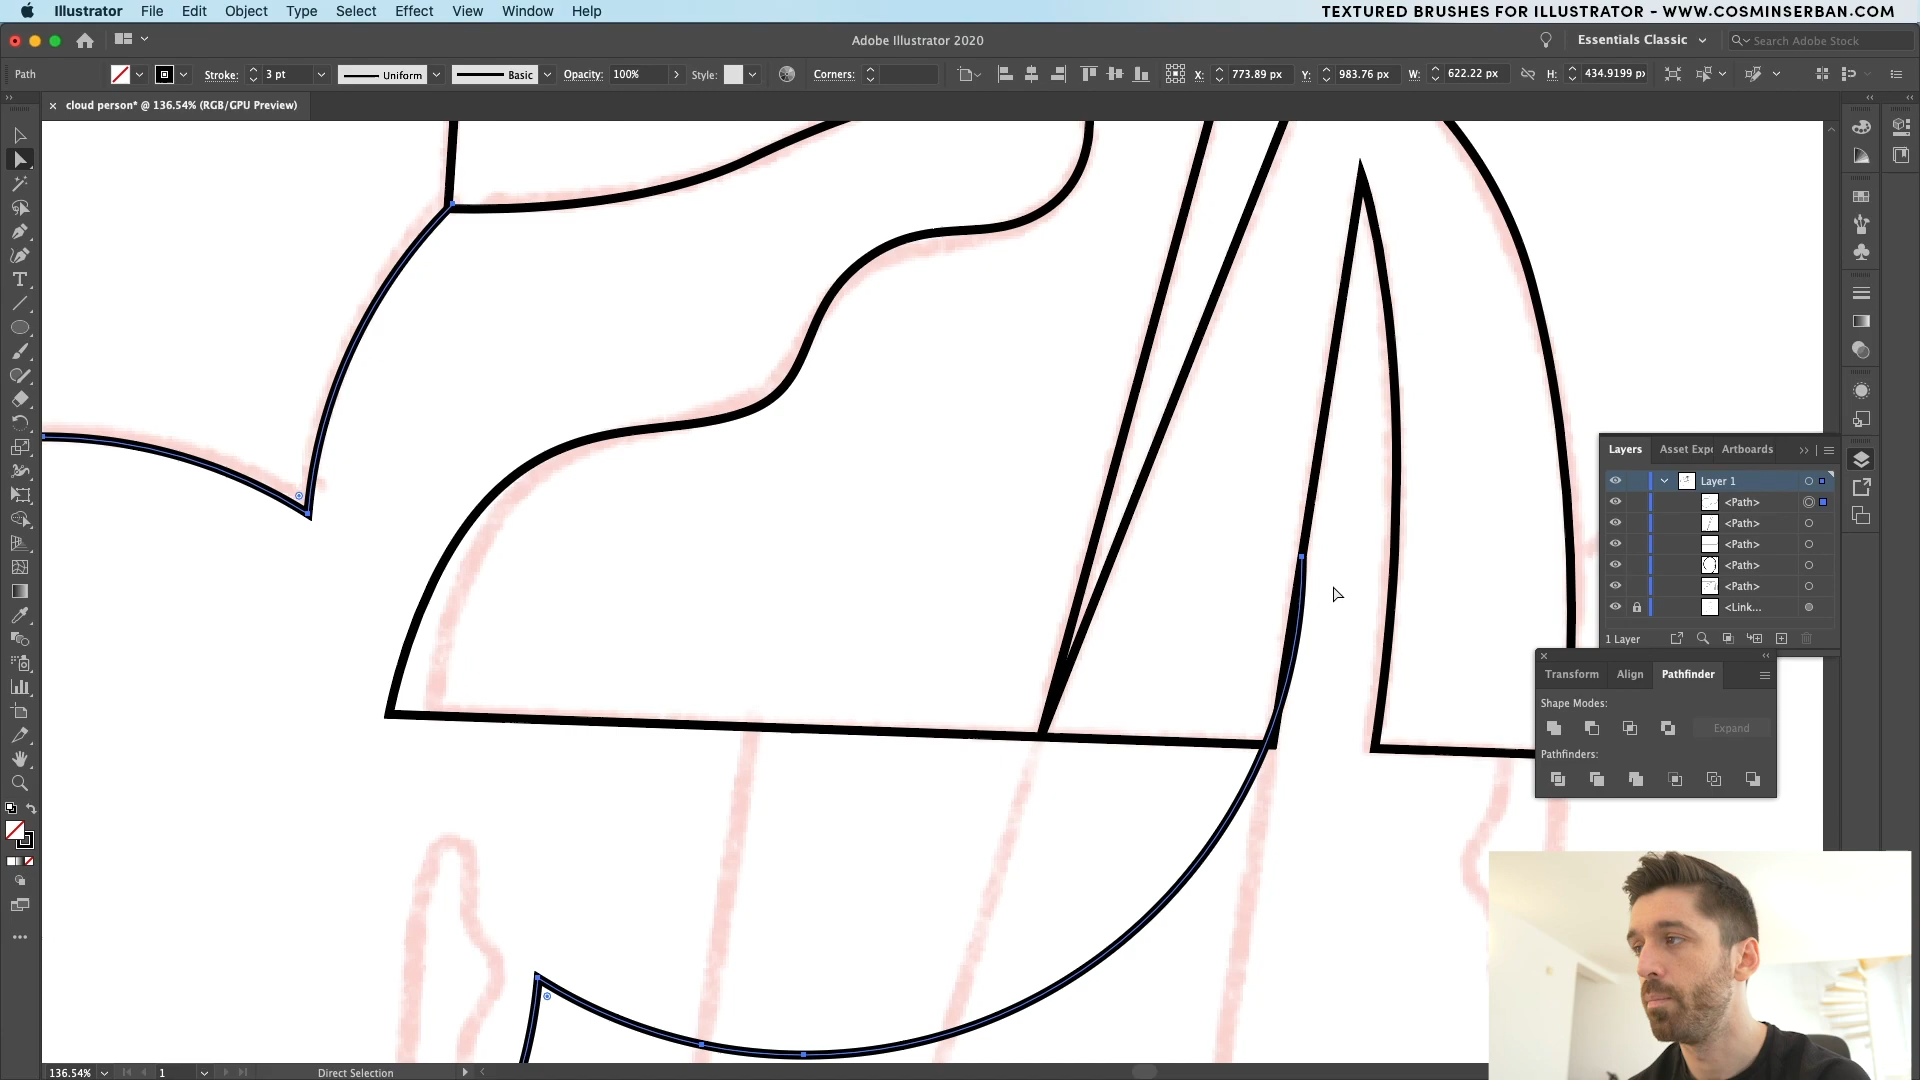 Illustrator File Edit Object Type Select Effect View Window Help
TEXTURED BRUSHES FOR ILLUSTRATOR - WWW.COSMINSERBAN.COM
Adobe Illustrator 2020
Essentials Classic
Search Adobe Stock
Path
Stroke: 3 pt Uniform Basic Opacity: 100% Style: Corners: X: 773.89 px Y: 983.76 px W: 622.22 px H: 434.9199 px
cloud person* @ 136.54% (RGB/GPU Preview)
Layers Asset Expo Artboards
Layer 1
<Path>
<Path>
<Path>
<Path>
<Path>
<Link...
1 Layer
Transform Align Pathfinder
Shape Modes:
Expand
Pathfinders:
136.54% 1 Direct Selection